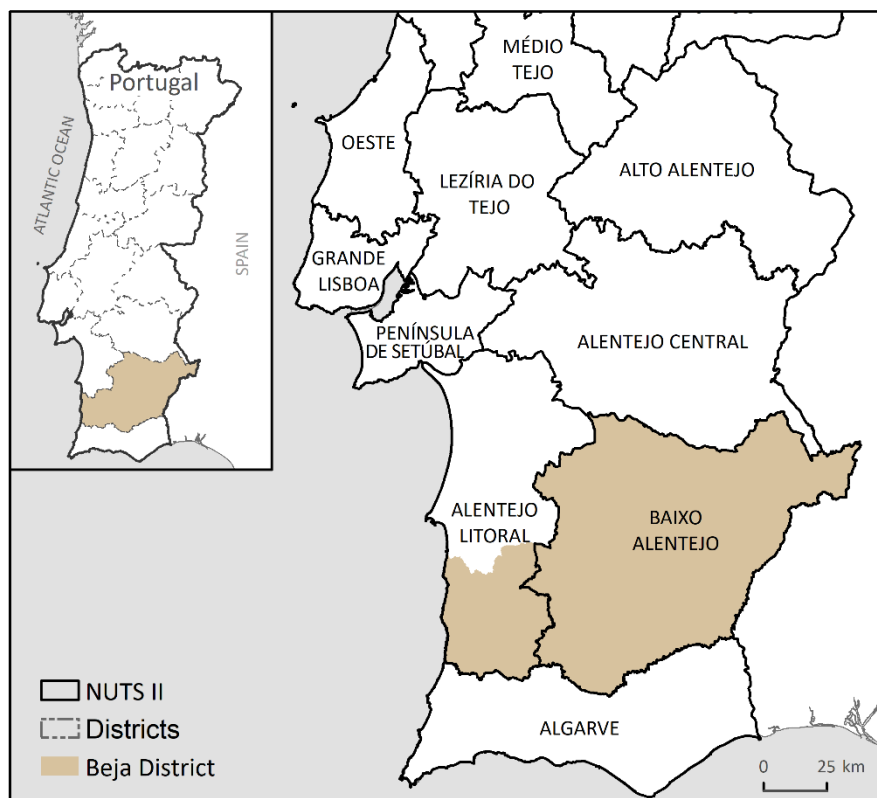 Portugal
ATLANTIC OCEAN
SPAIN
MÉDIO
TEJO
OESTE
LEZÍRIA DO
TEJO
ALTO ALENTEJO
GRANDE
LISBOA
PENÍNSULA
DE SETÚBAL
ALENTEJO CENTRAL
ALENTEJO
LITORAL
BAIXO
ALENTEJO
ALGARVE
NUTS II
Districts
Beja District
0 25 km